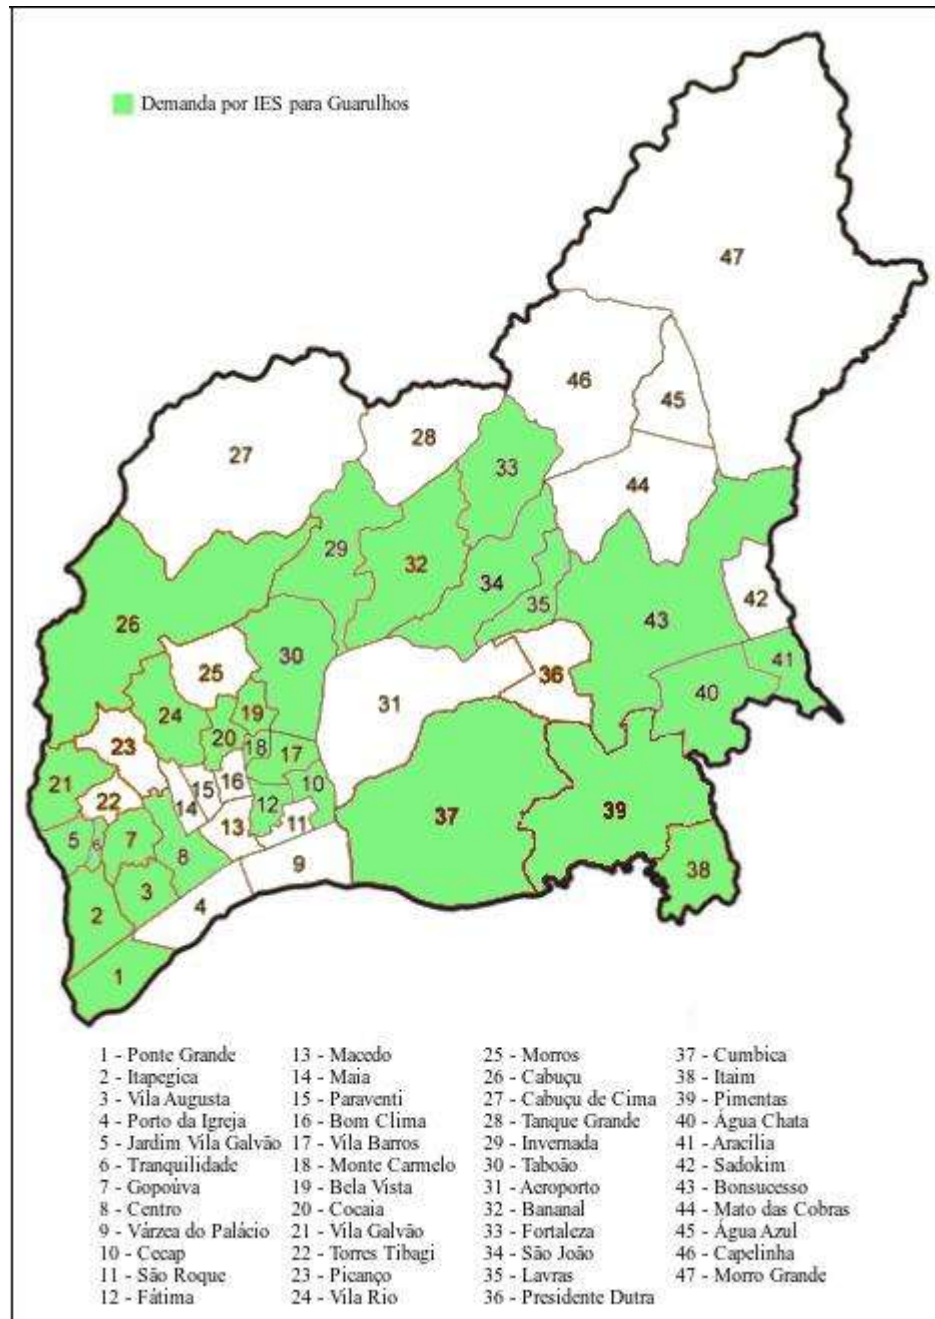 Demanda por IES para Guarulhos
47
46
45
28
27
33
44
29
32
34
35
42
43
26
30
25
36
41
40
31
24
19
20
18
23
17
21
16
10
15
22
14
12
11
37
39
13
5
6
7
8
9
38
3
2
4
1
1 - Ponte Grande
2 - Itapegica
3 - Vila Augusta
4 - Porto da Igreja
5 - Jardim Vila Galvão
6 - Tranquilidade
7 - Gopoúva
8 - Centro
9 - Várzea do Palácio
10 - Cecap
11 - São Roque
12 - Fátima
13 - Macedo
14 - Maia
15 - Paraventi
16 - Bom Clima
17 - Vila Barros
18 - Monte Carmelo
19 - Bela Vista
20 - Cocaia
21 - Vila Galvão
22 - Torres Tibagi
23 - Picanço
24 - Vila Rio
25 - Morros
26 - Cabuçu
27 - Cabuçu de Cima
28 - Tanque Grande
29 - Invernada
30 - Taboão
31 - Aeroporto
32 - Bananal
33 - Fortaleza
34 - São João
35 - Lavras
36 - Presidente Dutra
37 - Cumbica
38 - Itaim
39 - Pimentas
40 - Água Chata
41 - Aracília
42 - Sadokim
43 - Bonsucesso
44 - Mato das Cobras
45 - Água Azul
46 - Capelinha
47 - Morro Grande